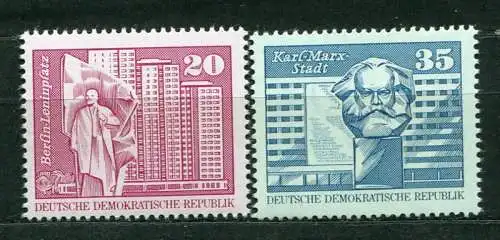 20
Berlin-Leninplatz
DEUTSCHE DEMOKRATISCHE REPUBLIK
Karl-Marx-
Stadt
35
DEUTSCHE DEMOKRATISCHE REPUBLIK